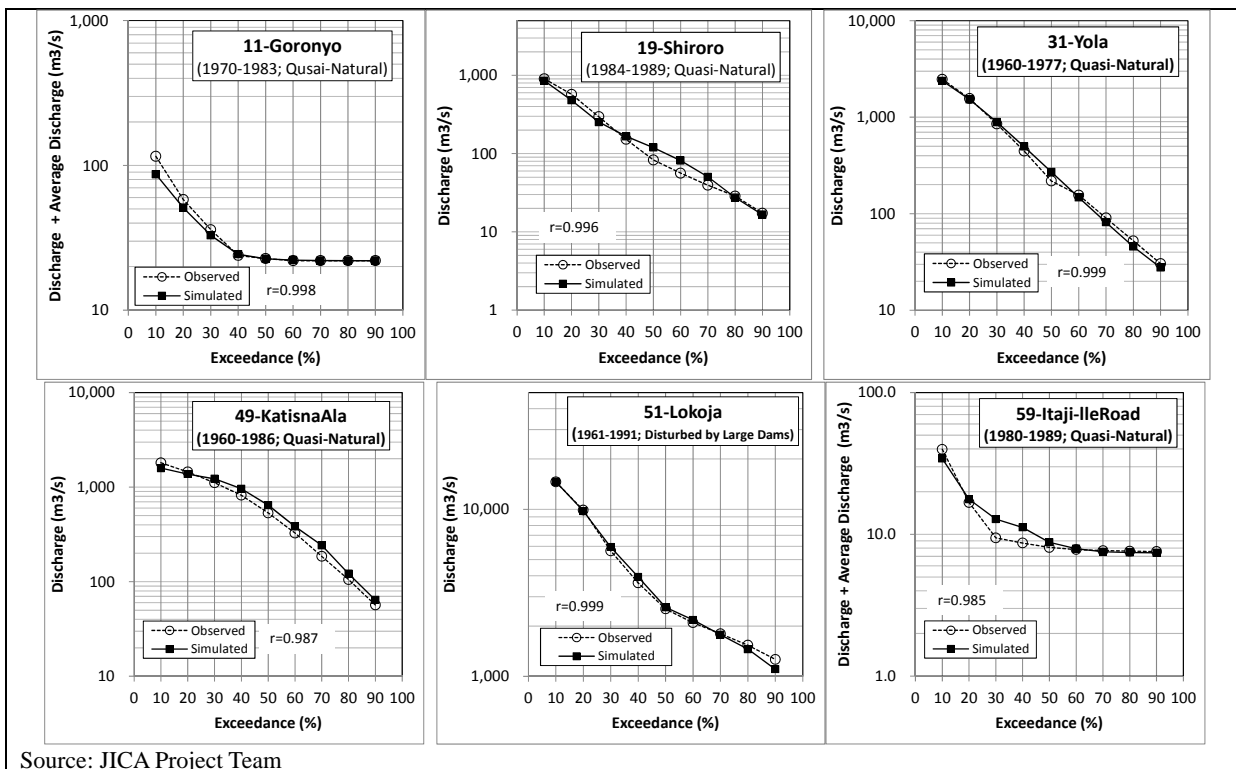 11-Goronyo
(1970-1983; Qusai-Natural)
Discharge + Average Discharge (m3/s)
1,000
100
10
0 10 20 30 40 50 60 70 80 90 100
Exceedance (%)
Observed
Simulated
r=0.998
19-Shiroro
(1984-1989; Quasi-Natural)
Discharge (m3/s)
1,000
100
10
1
0 10 20 30 40 50 60 70 80 90 100
Exceedance (%)
r=0.996
Observed
Simulated
31-Yola
(1960-1977; Quasi-Natural)
Discharge (m3/s)
10,000
1,000
100
10
0 10 20 30 40 50 60 70 80 90 100
Exceedance (%)
Observed
Simulated
r=0.999
49-KatisnaAla
(1960-1986; Quasi-Natural)
Discharge (m3/s)
10,000
1,000
100
10
0 10 20 30 40 50 60 70 80 90 100
Exceedance (%)
Observed
Simulated
r=0.987
51-Lokoja
(1961-1991; Disturbed by Large Dams)
Discharge (m3/s)
10,000
1,000
0 10 20 30 40 50 60 70 80 90 100
Exceedance (%)
r=0.999
Observed
Simulated
59-Itaji-IleRoad
(1980-1989; Quasi-Natural)
Discharge + Average Discharge (m3/s)
100.0
10.0
1.0
0 10 20 30 40 50 60 70 80 90 100
Exceedance (%)
r=0.985
Observed
Simulated
Source: JICA Project Team